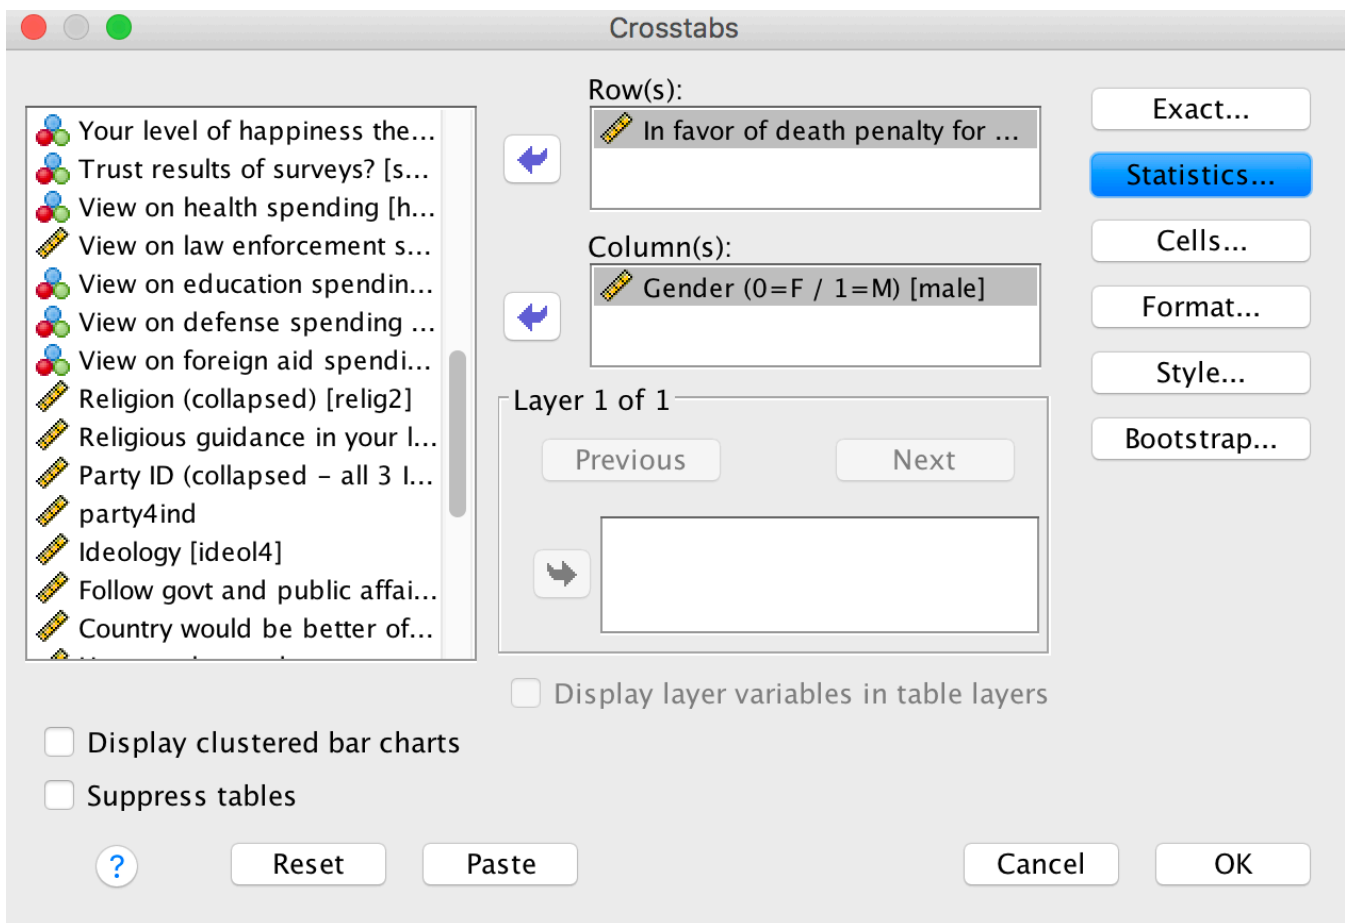 Crosstabs
Your level of happiness the...
Trust results of surveys? [s...
View on health spending [h...
View on law enforcement s...
View on education spendin...
View on defense spending ...
View on foreign aid spendi...
Religion (collapsed) [relig2]
Religious guidance in your l...
Party ID (collapsed – all 3 I...
party4ind
Ideology [ideol4]
Follow govt and public affai...
Country would be better of...
Row(s):
In favor of death penalty for ...
Column(s):
Gender (0=F / 1=M) [male]
Layer 1 of 1
Previous
Next
Display layer variables in table layers
Exact...
Statistics...
Cells...
Format...
Style...
Bootstrap...
Display clustered bar charts
Suppress tables
?
Reset
Paste
Cancel
OK